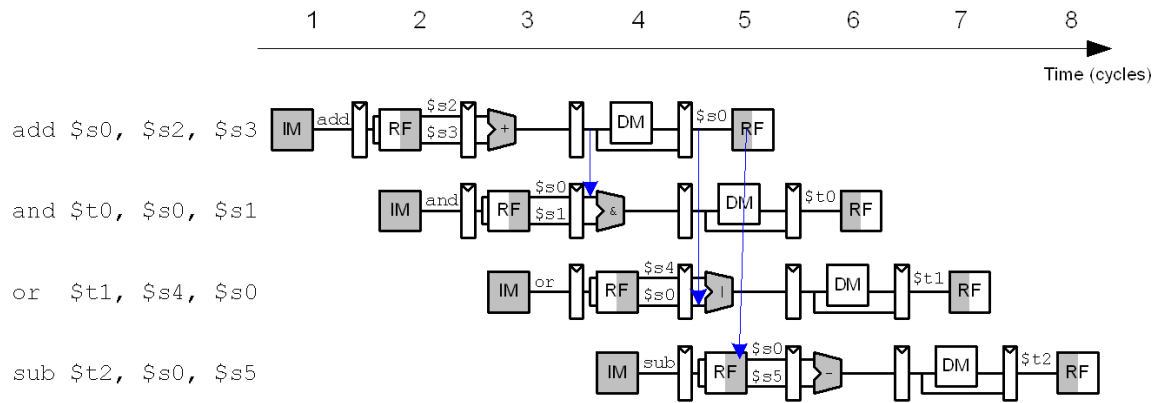 1 2 3 4 5 6 7 8
Time (cycles)
add $s0, $s2, $s3 IM add RF $s2 $s3 + DM $s0 RF
and $t0, $s0, $s1 IM and RF $s0 $s1 & DM $t0 RF
or $t1, $s4, $s0 IM or RF $s4 $s0 | DM $t1 RF
sub $t2, $s0, $s5 IM sub RF $s0 $s5 - DM $t2 RF